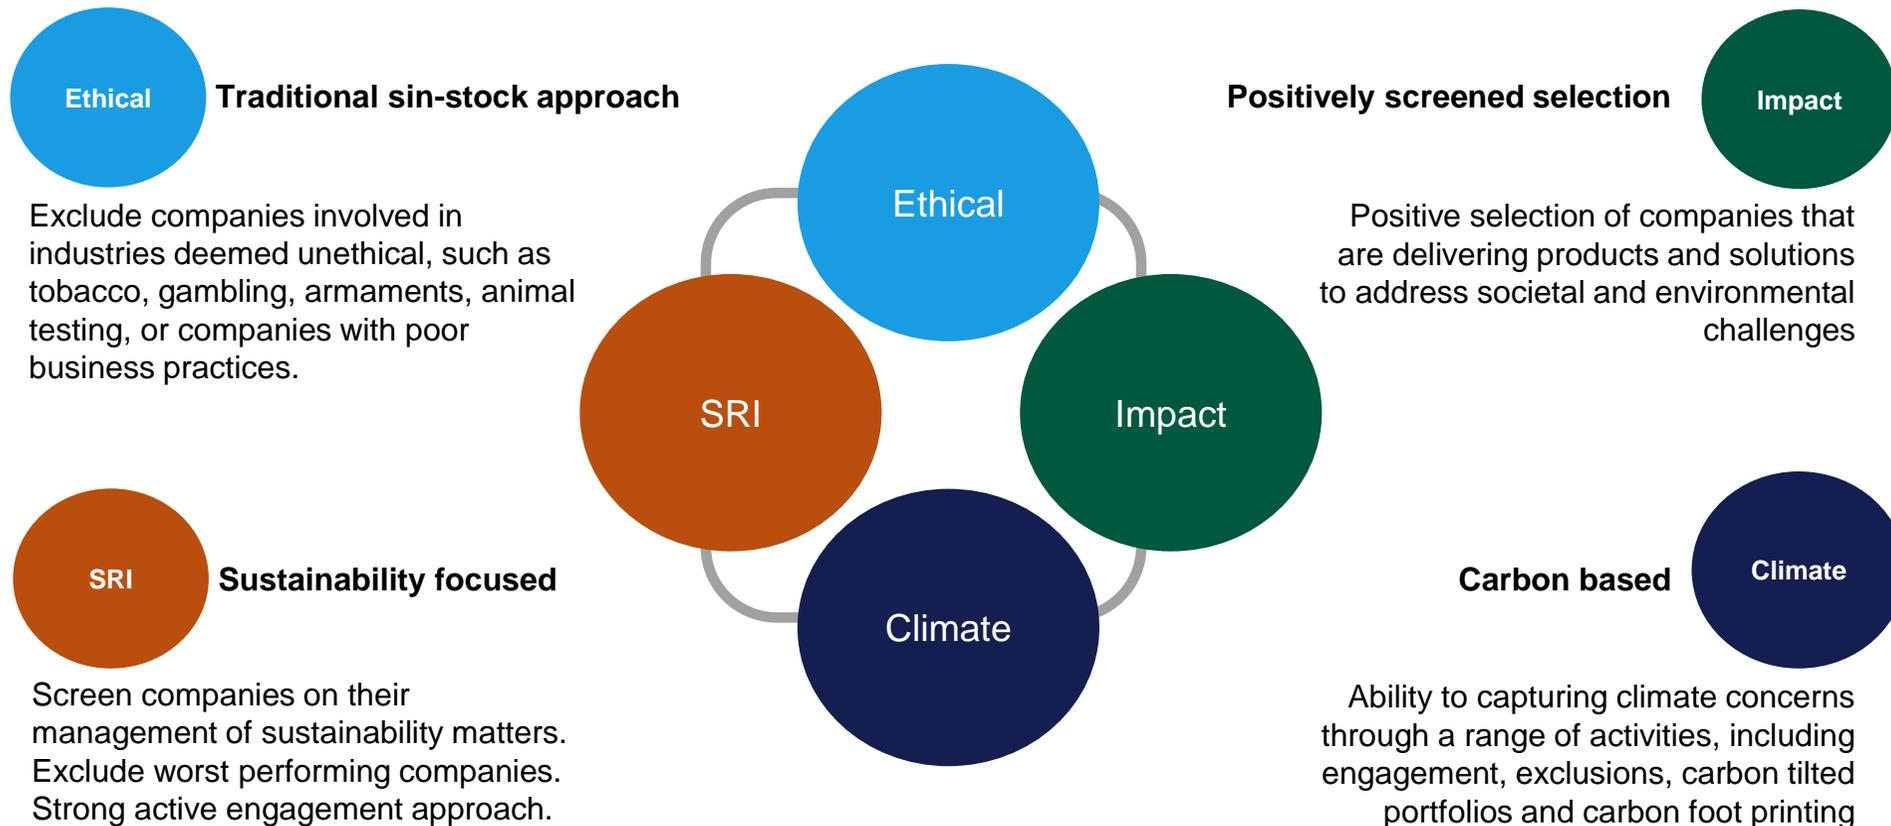 Ethical
Traditional sin-stock approach
Exclude companies involved in
industries deemed unethical, such as
tobacco, gambling, armaments, animal
testing, or companies with poor
business practices.
Positively screened selection
Impact
Positive selection of companies that
are delivering products and solutions
to address societal and environmental
challenges
Ethical
SRI
Impact
Climate
SRI
Sustainability focused
Screen companies on their
management of sustainability matters.
Exclude worst performing companies.
Strong active engagement approach.
Carbon based
Climate
Ability to capturing climate concerns
through a range of activities, including
engagement, exclusions, carbon tilted
portfolios and carbon foot printing